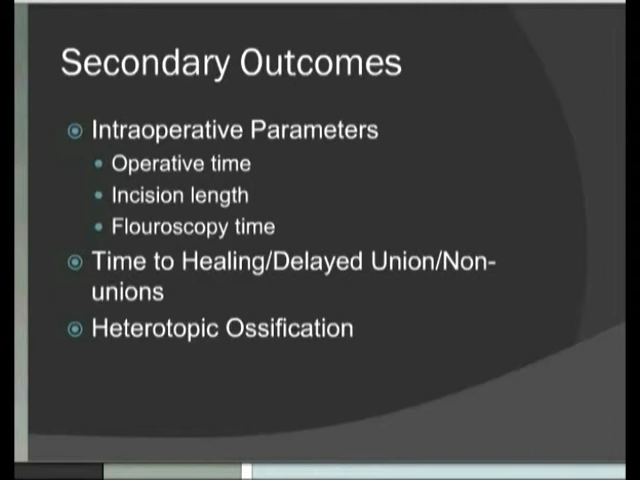 Secondary Outcomes
Intraoperative Parameters
Operative time
Incision length
Flouroscopy time
Time to Healing/Delayed Union/Non-
unions
Heterotopic Ossification